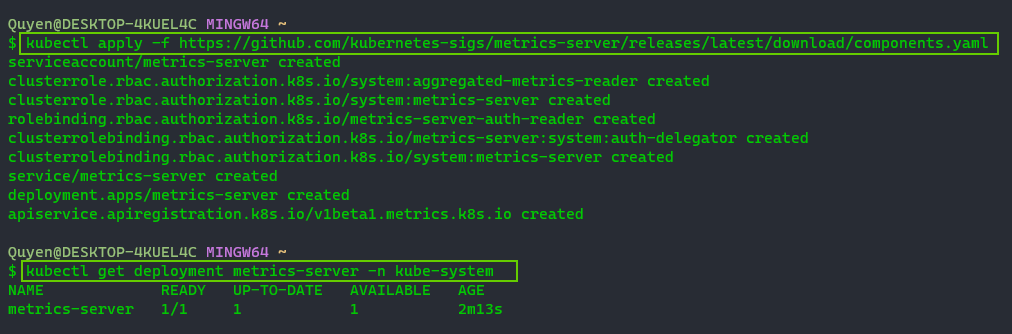 Quyen@DESKTOP-4KUEL4C MINGW64 ~
$ kubectl apply -f https://github.com/kubernetes-sigs/metrics-server/releases/latest/download/components.yaml
serviceaccount/metrics-server created
clusterrole.rbac.authorization.k8s.io/system:aggregated-metrics-reader created
clusterrole.rbac.authorization.k8s.io/system:metrics-server created
rolebinding.rbac.authorization.k8s.io/metrics-server-auth-reader created
clusterrolebinding.rbac.authorization.k8s.io/metrics-server:system:auth-delegator created
clusterrolebinding.rbac.authorization.k8s.io/system:metrics-server created
service/metrics-server created
deployment.apps/metrics-server created
apiservice.apiregistration.k8s.io/v1beta1.metrics.k8s.io created
Quyen@DESKTOP-4KUEL4C MINGW64 ~
$ kubectl get deployment metrics-server -n kube-system
NAME             READY   UP-TO-DATE   AVAILABLE   AGE
metrics-server   1/1     1            1           2m13s